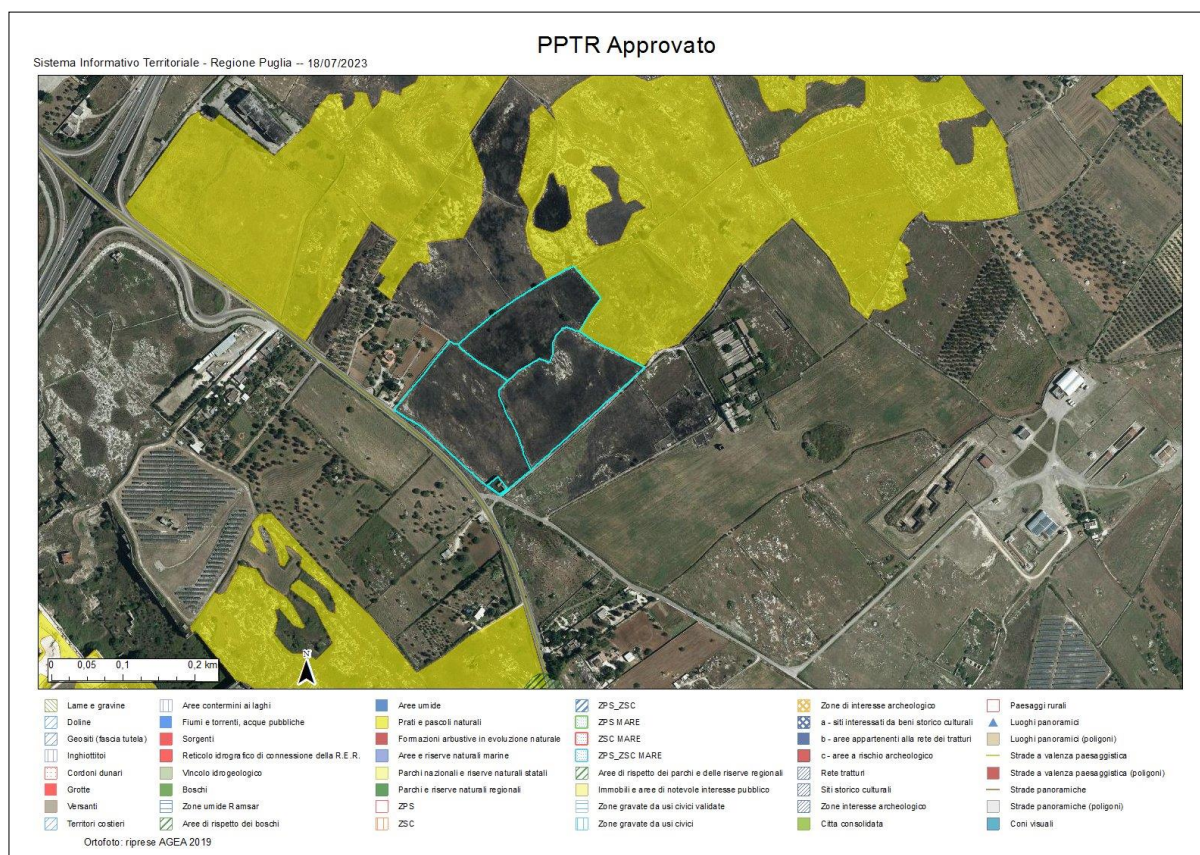 PPTR Approvato
Sistema Informativo Territoriale - Regione Puglia -- 18/07/2023
0 0,05 0,1 0,2 km
N
Lame e gravine
Doline
Geositi (fascia tutela)
Inghiottitoi
Cordoni dunari
Grotte
Versanti
Territori costieri
Aree contermini ai laghi
Fiumi e torrenti, acque pubbliche
Sorgenti
Reticolo idrografico di connessione della R.E.R.
Vincolo idrogeologico
Boschi
Zone umide Ramsar
Aree di rispetto dei boschi
Aree umide
Prati e pascoli naturali
Formazioni arbustive in evoluzione naturale
Aree e riserve naturali marine
Parchi nazionali e riserve naturali statali
Parchi e riserve naturali regionali
ZPS
ZSC
ZPS_ZSC
ZPS MARE
ZSC MARE
ZPS_ZSC MARE
Aree di rispetto dei parchi e delle riserve regionali
Immobili e aree di notevole interesse pubblico
Zone gravate da usi civici validate
Zone gravate da usi civici
Zone di interesse archeologico
a - siti interessati da beni storico culturali
b - aree appartenenti alla rete dei tratturi
c - aree a rischio archeologico
Rete tratturi
Siti storico culturali
Zone interesse archeologico
Citta consolidata
Paesaggi rurali
Luoghi panoramici
Luoghi panoramici (poligoni)
Strade a valenza paesaggistica
Strade a valenza paesaggistica (poligoni)
Strade panoramiche
Strade panoramiche (poligoni)
Coni visuali
Ortofoto: riprese AGEA 2019